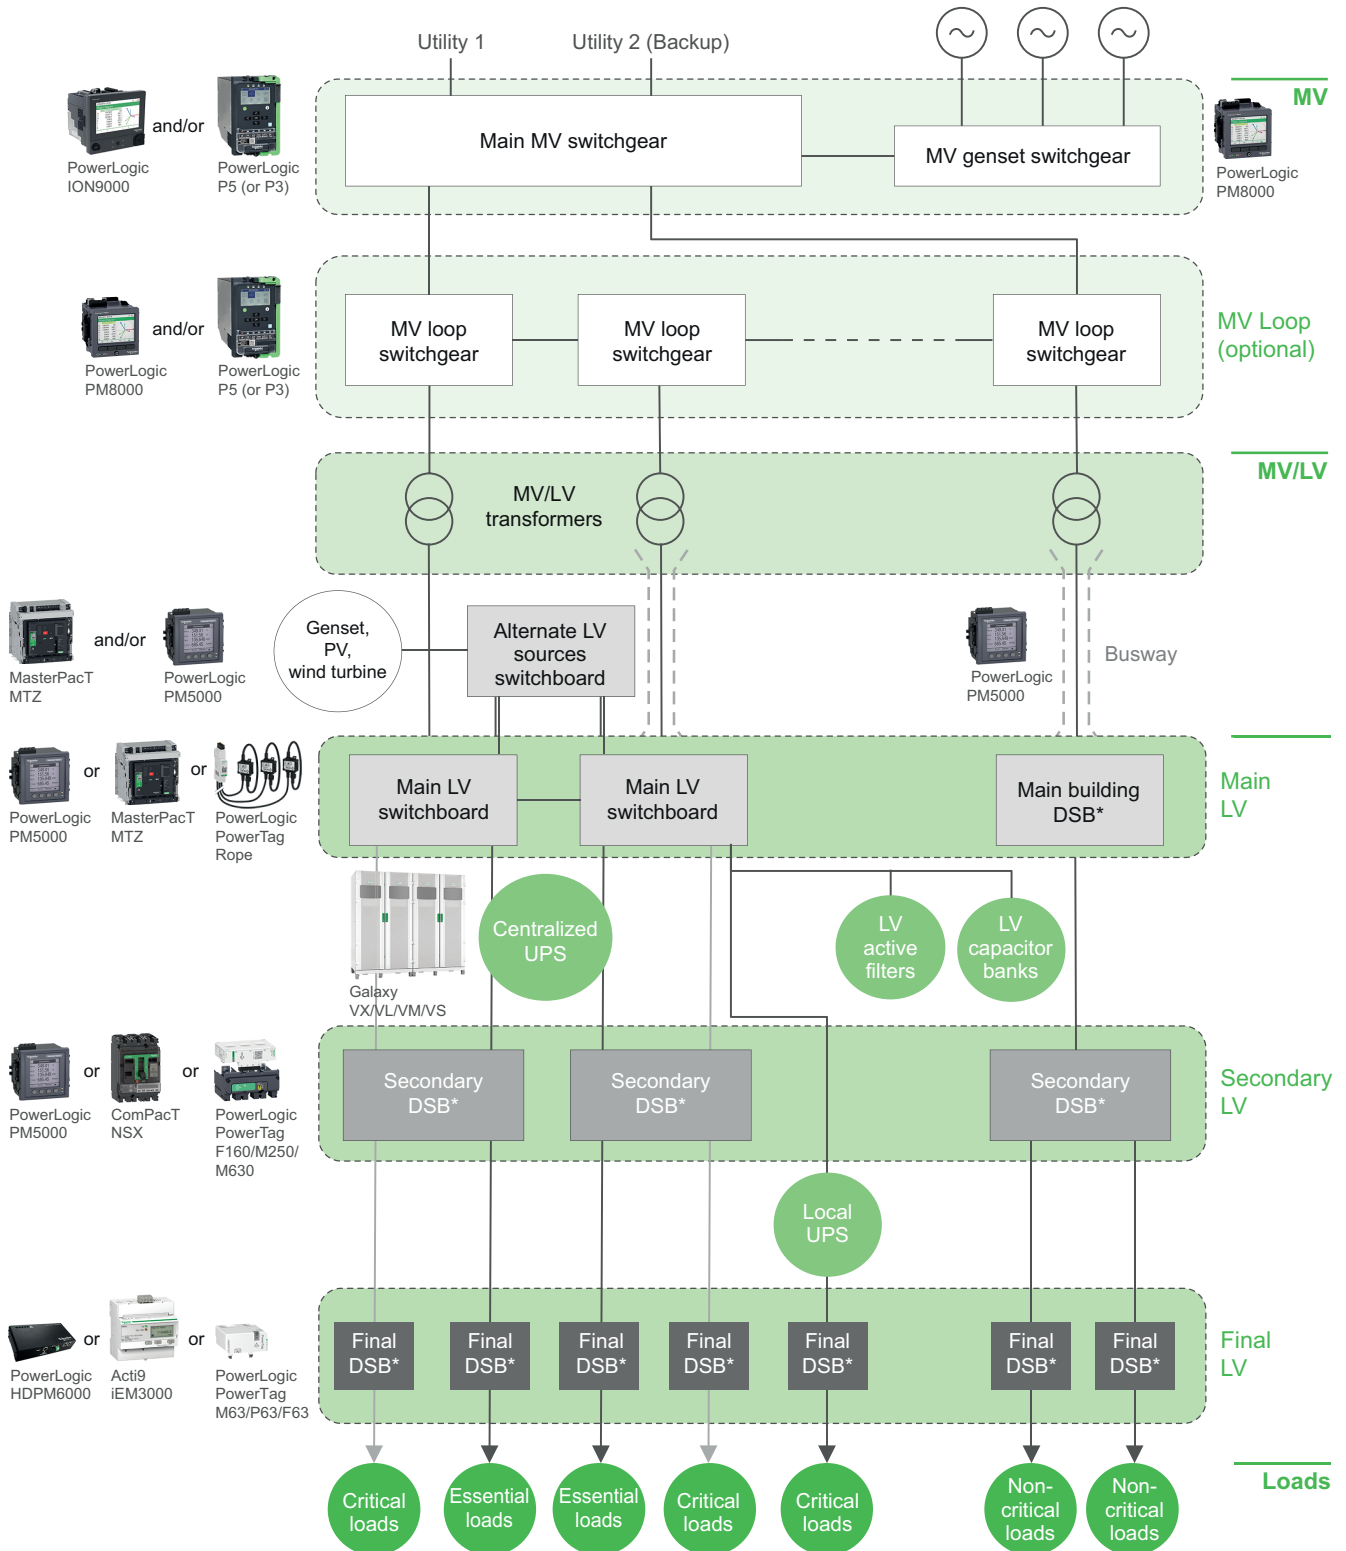 Utility 1
Utility 2 (Backup)
MV
and/or
Main MV switchgear
MV genset switchgear
PowerLogic
ION9000
PowerLogic
P5 (or P3)
PowerLogic
PM8000
and/or
MV loop
switchgear
MV loop
switchgear
MV loop
switchgear
MV Loop
(optional)
PowerLogic
PM8000
PowerLogic
P5 (or P3)
MV/LV
MV/LV
transformers
and/or
MasterPacT
MTZ
PowerLogic
PM5000
Genset,
PV,
wind turbine
Alternate LV
sources
switchboard
PowerLogic
PM5000
Busway
or
or
PowerLogic
PM5000
MasterPacT
MTZ
PowerLogic
PowerTag
Rope
Main LV
switchboard
Main LV
switchboard
Main building
DSB*
Main
LV
Centralized
UPS
LV
active
filters
LV
capacitor
banks
Galaxy
VX/VL/VM/VS
or
or
PowerLogic
PM5000
ComPacT
NSX
PowerLogic
PowerTag
F160/M250/
M630
Secondary
DSB*
Secondary
DSB*
Secondary
DSB*
Secondary
LV
Local
UPS
or
or
PowerLogic
HDPM6000
Acti9
iEM3000
PowerLogic
PowerTag
M63/P63/F63
Final
DSB*
Final
DSB*
Final
DSB*
Final
DSB*
Final
DSB*
Final
DSB*
Final
DSB*
Final
LV
Loads
Critical
loads
Essential
loads
Essential
loads
Critical
loads
Critical
loads
Non-
critical
loads
Non-
critical
loads